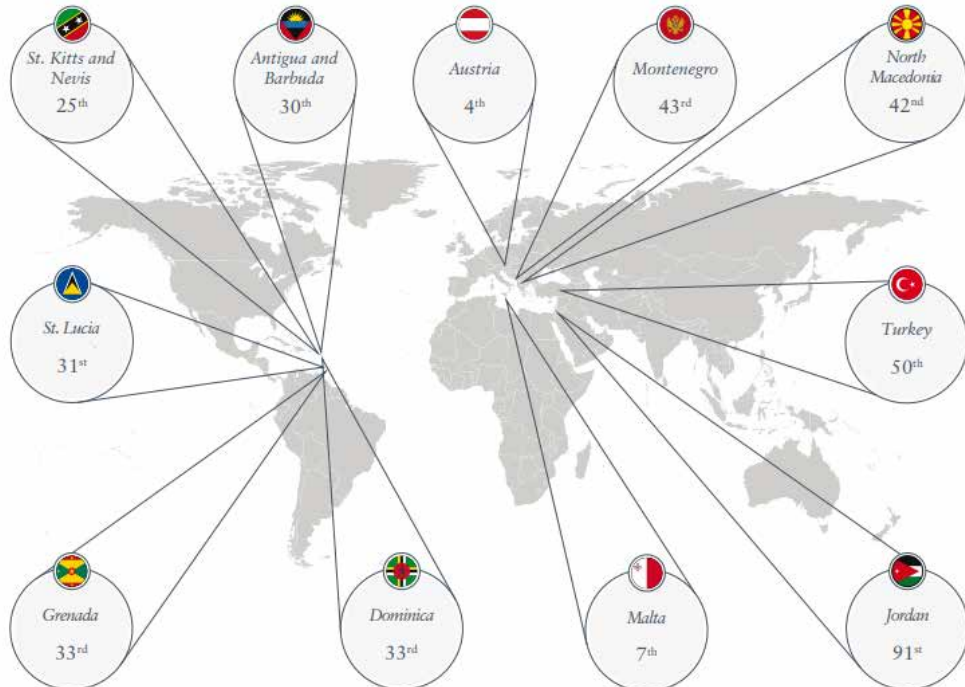 St. Kitts and
Nevis
25th
Antigua and
Barbuda
30th
Austria
4th
Montenegro
43rd
North
Macedonia
42nd
St. Lucia
31st
Turkey
50th
Grenada
33rd
Dominica
33rd
Malta
7th
Jordan
91st